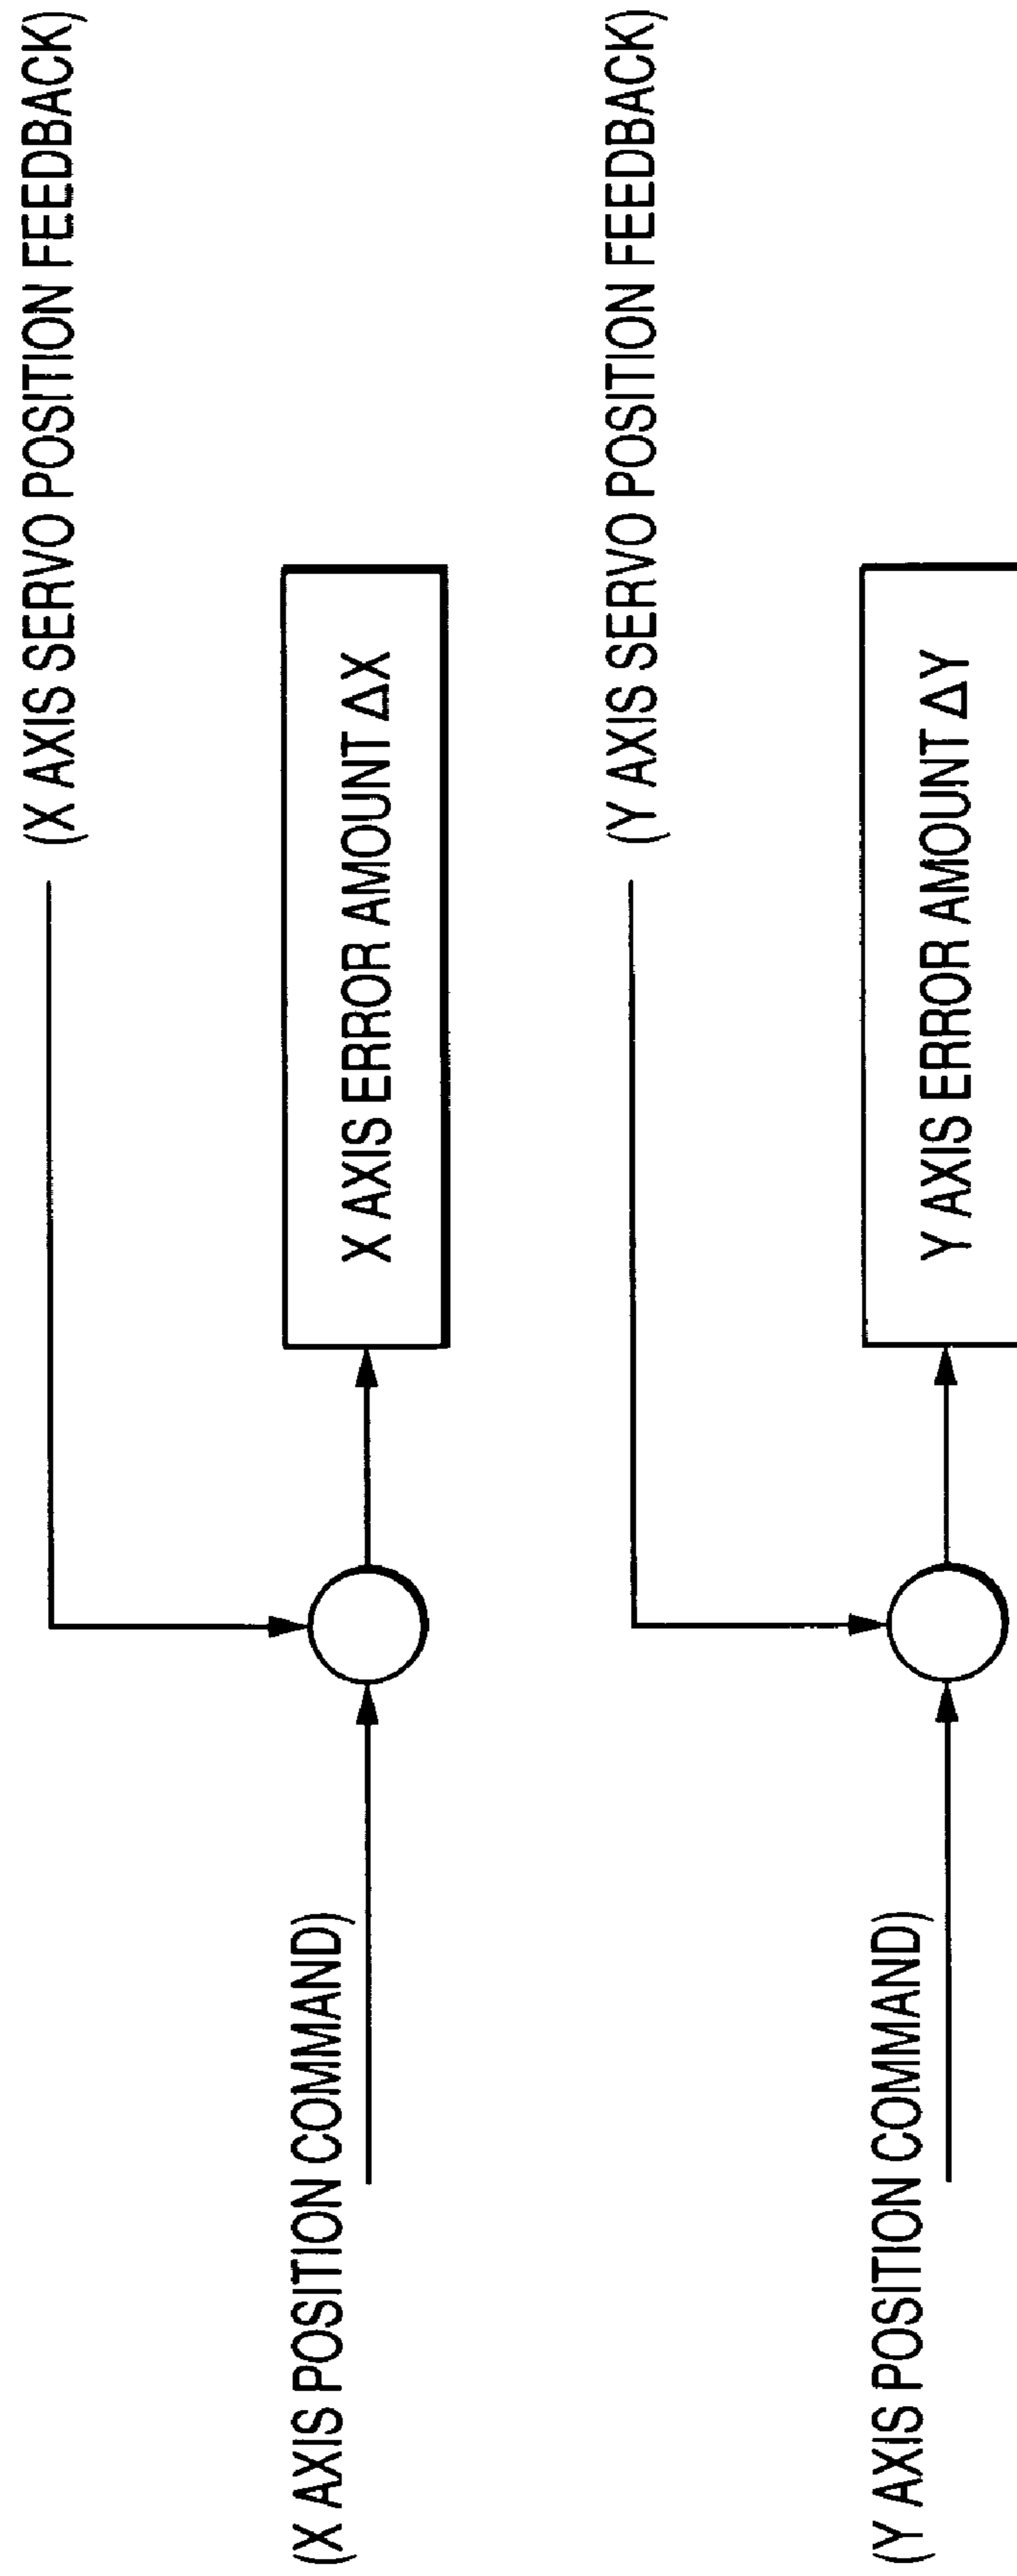 (X AXIS SERVO POSITION FEEDBACK)
(X AXIS POSITION COMMAND)
X AXIS ERROR AMOUNT ΔX
(Y AXIS SERVO POSITION FEEDBACK)
(Y AXIS POSITION COMMAND)
Y AXIS ERROR AMOUNT ΔY